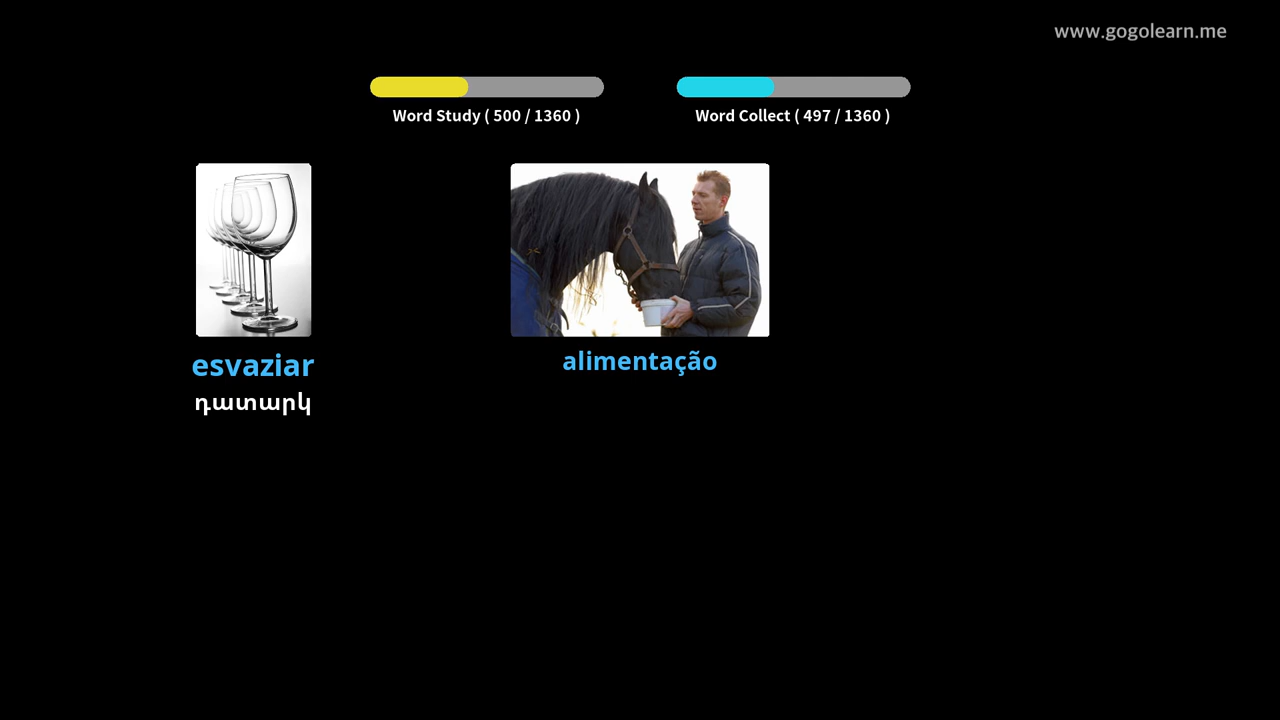 www.gogolearn.me
Word Study ( 500 / 1360 )
Word Collect ( 497 / 1360 )
esvaziar
դատարկ
alimentação